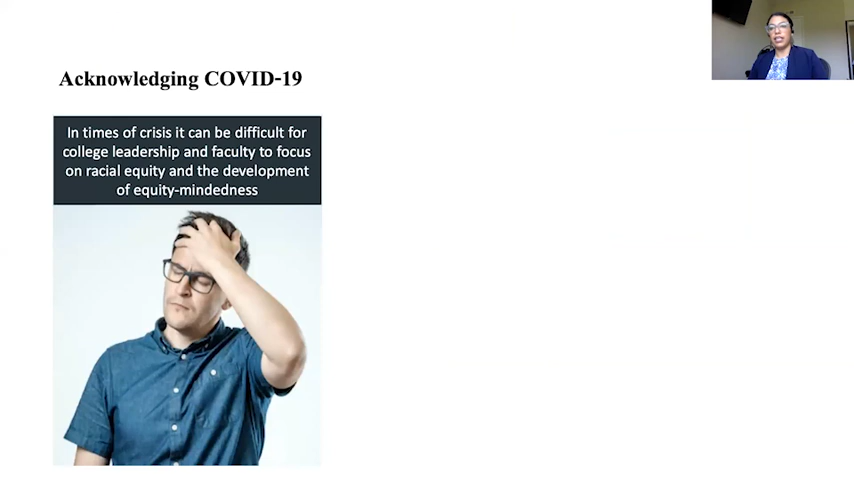 Acknowledging COVID-19
In times of crisis it can be difficult for
college leadership and faculty to focus
on racial equity and the development
of equity-mindedness